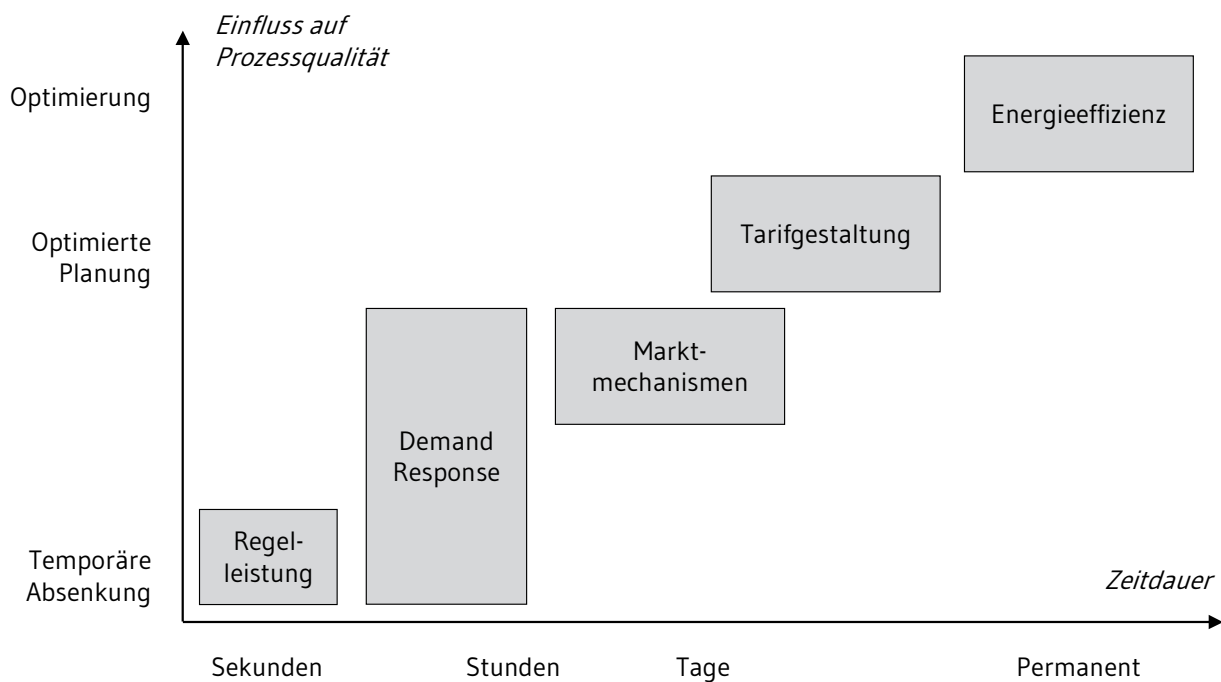 Einfluss auf
Prozessqualität
Optimierung
Energieeffizienz
Optimierte
Planung
Tarifgestaltung
Markt-
mechanismen
Demand
Response
Regel-
leistung
Temporäre
Absenkung
Zeitdauer
Sekunden
Stunden
Tage
Permanent